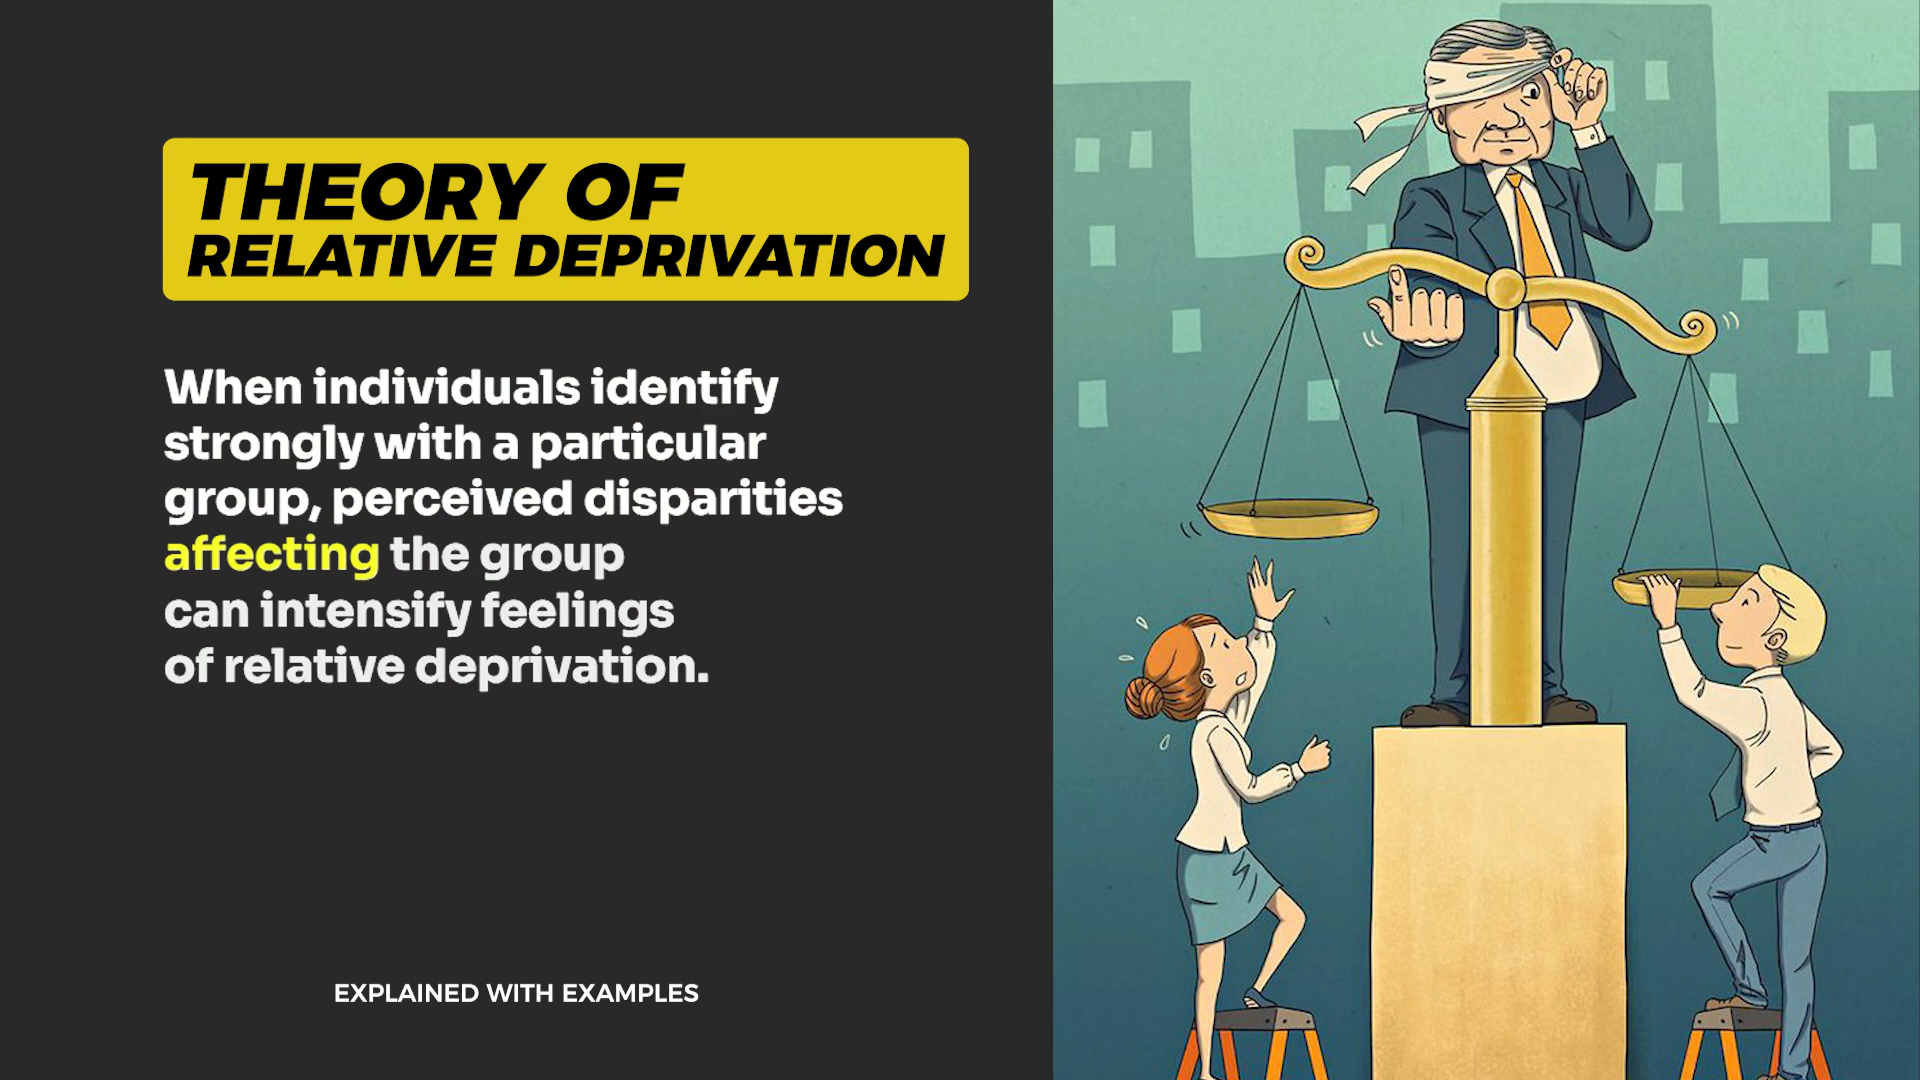 THEORY OF
RELATIVE DEPRIVATION
When individuals identify
strongly with a particular
group, perceived disparities
affecting the group
can intensify feelings
of relative deprivation.
EXPLAINED WITH EXAMPLES